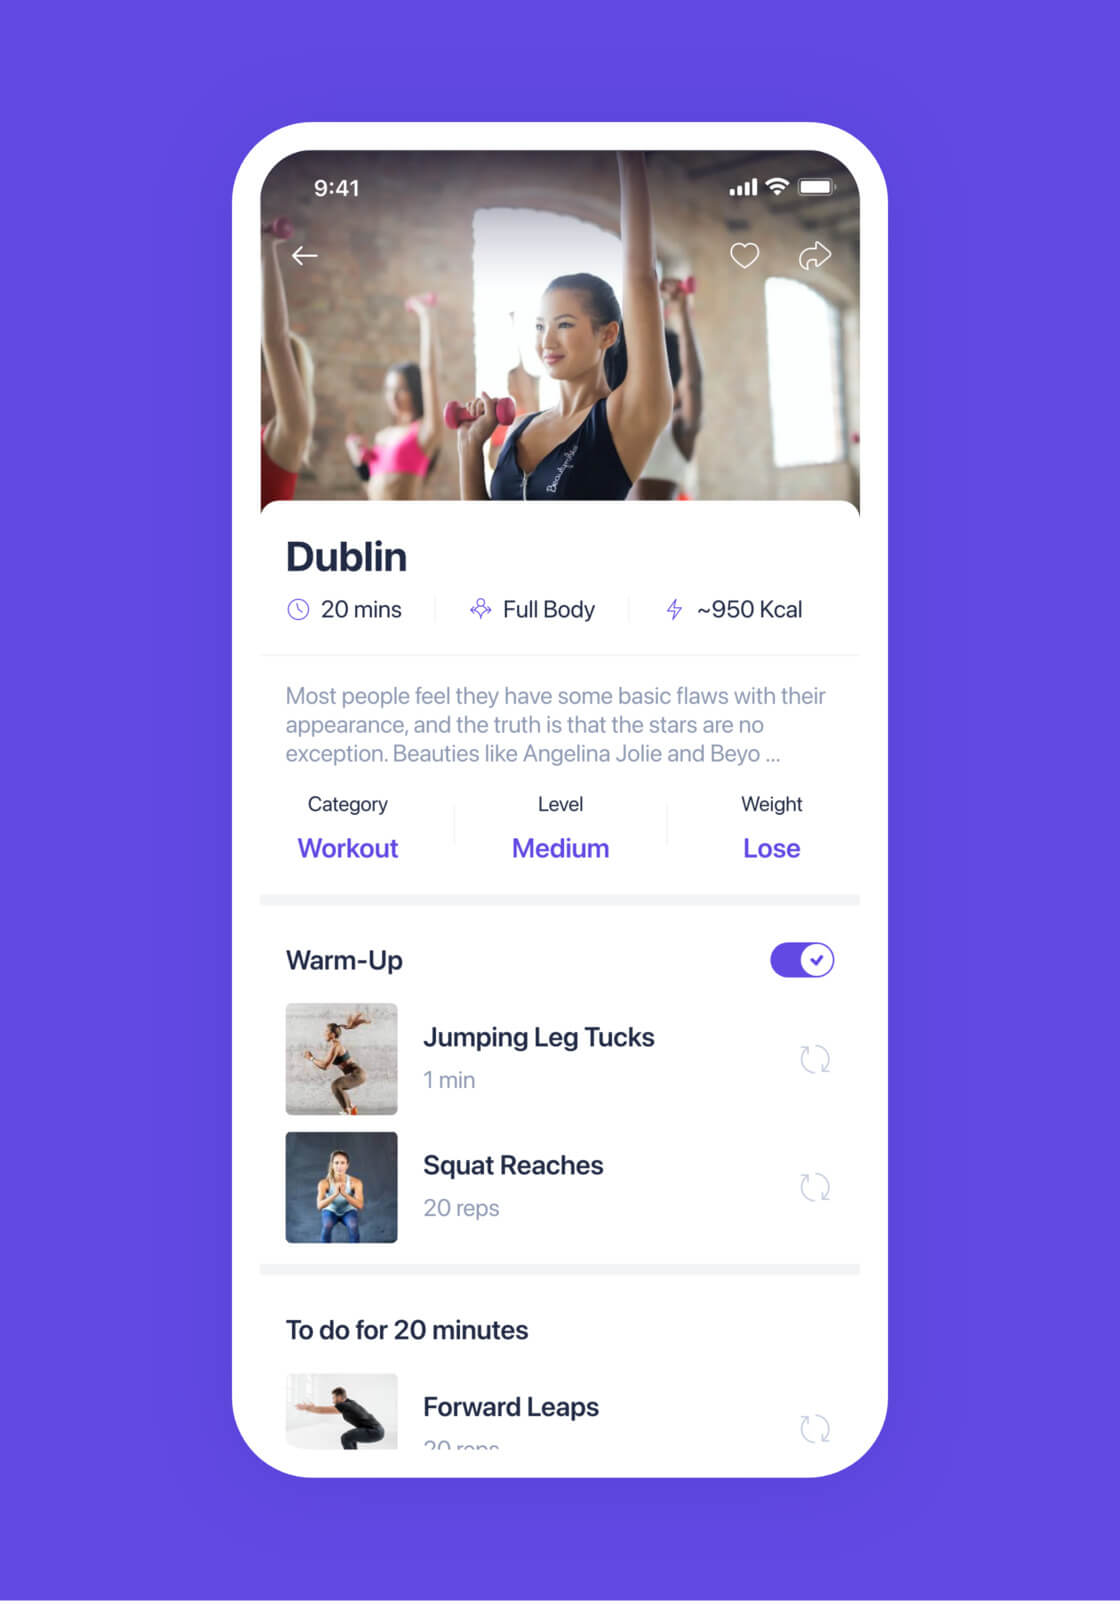 9:41
Dublin
20 mins
Full Body
~950 Kcal
Most people feel they have some basic flaws with their
appearance, and the truth is that the stars are no
exception. Beauties like Angelina Jolie and Beyo ...
Category
Level
Weight
Workout
Medium
Lose
Warm-Up
Jumping Leg Tucks
1 min
Squat Reaches
20 reps
To do for 20 minutes
Forward Leaps
20 reps